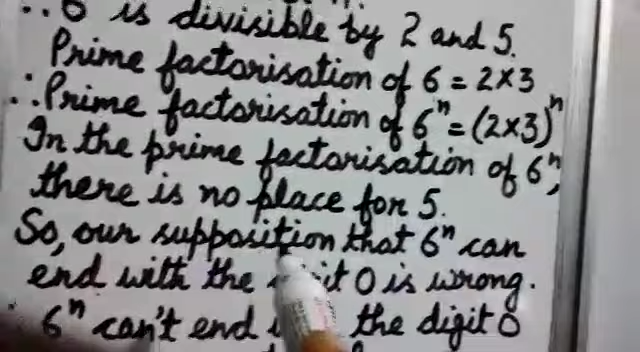 ∴ 6 is divisible by 2 and 5.
Prime factorisation of 6 = 2×3
∴ Prime factorisation of 6ⁿ = (2×3)ⁿ
In the prime factorisation of 6ⁿ,
there is no place for 5.
So, our supposition that 6ⁿ can
end with the digit 0 is wrong.
6ⁿ can't end the digit 0